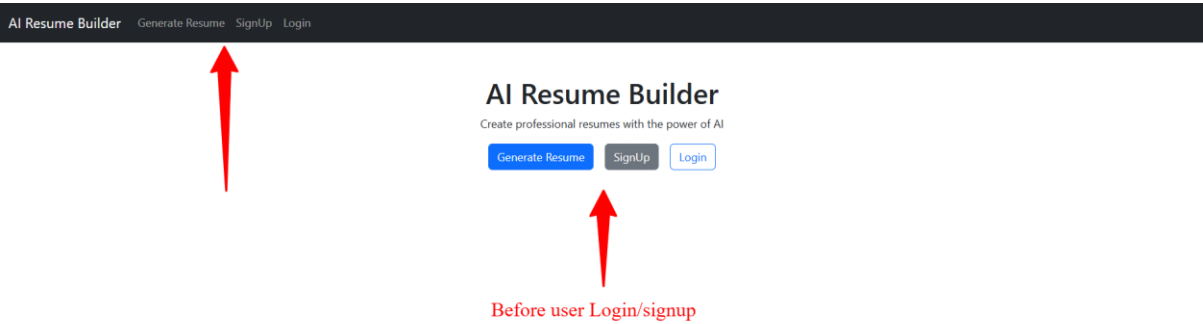 AI Resume Builder Generate Resume SignUp Login
AI Resume Builder
Create professional resumes with the power of AI
Generate Resume SignUp Login
Before user Login/signup